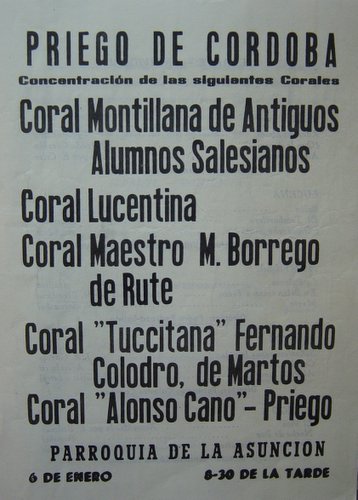 PRIEGO DE CORDOBA
Concentración de las siguientes Corales
Coral Montillana de Antiguos
Alumnos Salesianos
Coral Lucentina
Coral Maestro M. Borrego
de Rute
Coral "Tuccitana" Fernando
Colodro, de Martos
Coral "Alonso Cano" - Priego
PARROQUIA DE LA ASUNCION
6 DE ENERO 8-30 DE LA TARDE